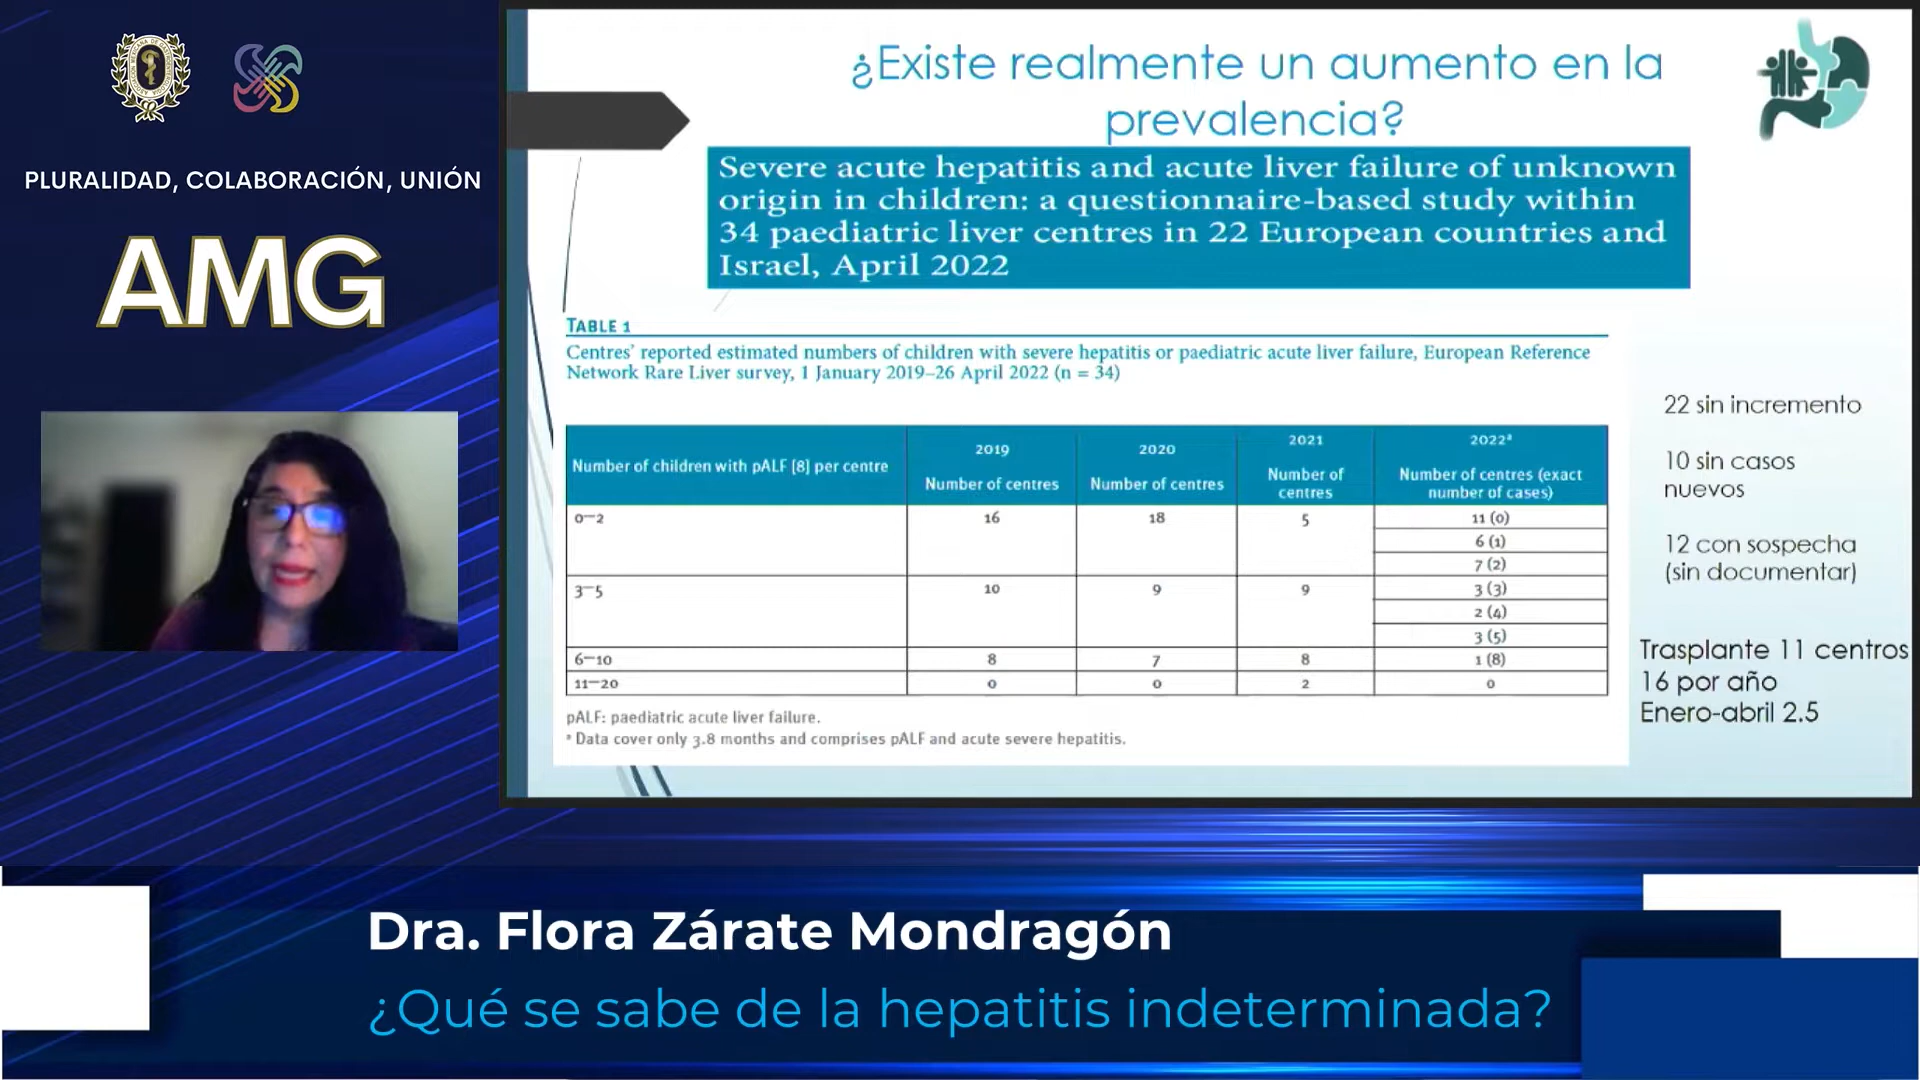 PLURALIDAD, COLABORACIÓN, UNIÓN
AMG
¿Existe realmente un aumento en la
prevalencia?
Severe acute hepatitis and acute liver failure of unknown
origin in children: a questionnaire-based study within
34 paediatric liver centres in 22 European countries and
Israel, April 2022
TABLE 1
Centres' reported estimated numbers of children with severe hepatitis or paediatric acute liver failure, European Reference
Network Rare Liver survey, 1 January 2019–26 April 2022 (n = 34)
Number of children with pALF [8] per centre
2019
Number of centres
2020
Number of centres
2021
Number of
centres
2022ᵃ
Number of centres (exact
number of cases)
0–2 16 18 5 11 (0)
6 (1)
7 (2)
3–5 10 9 9 3 (3)
2 (4)
3 (5)
6–10 8 7 8 1 (8)
11–20 0 0 2 0
pALF: paediatric acute liver failure.
ᵃ Data cover only 3.8 months and comprises pALF and acute severe hepatitis.
22 sin incremento
10 sin casos
nuevos
12 con sospecha
(sin documentar)
Trasplante 11 centros
16 por año
Enero-abril 2.5
Dra. Flora Zárate Mondragón
¿Qué se sabe de la hepatitis indeterminada?